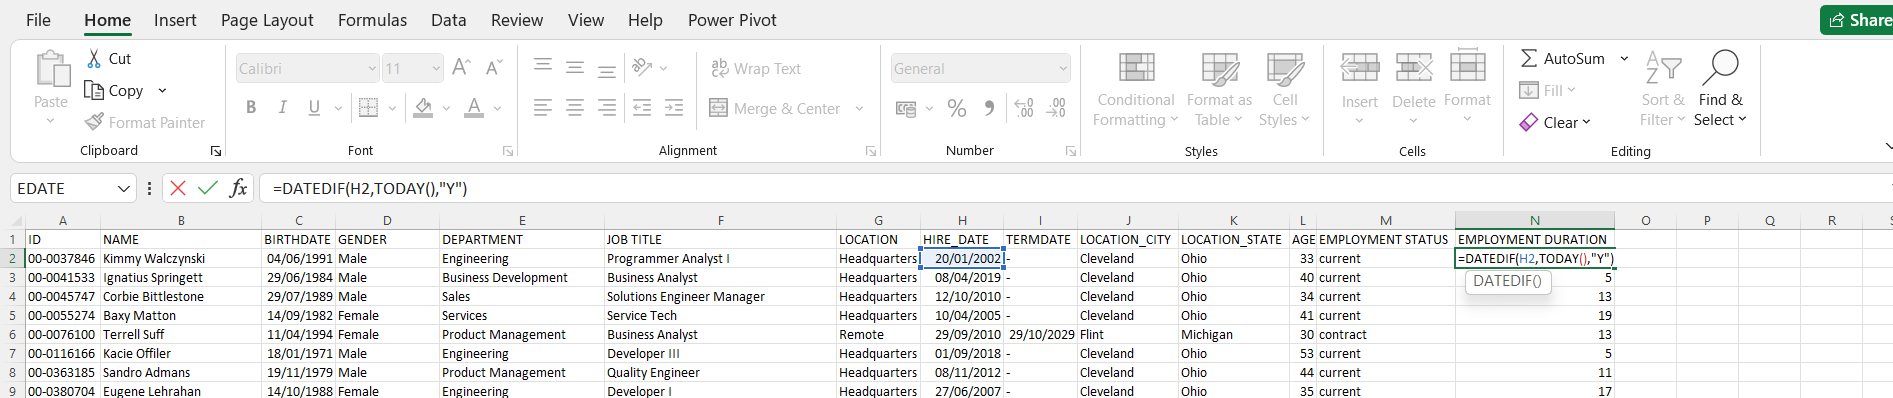 File Home Insert Page Layout Formulas Data Review View Help Power Pivot Share
Cut
Copy
Format Painter
Paste
Clipboard
Calibri 11
B I U
Font
Wrap Text
Merge & Center
Alignment
General
Number
Conditional Formatting
Format as Table
Cell Styles
Styles
Insert Delete Format
Cells
AutoSum
Fill
Clear
Sort & Filter
Find & Select
Editing
EDATE fx =DATEDIF(H2,TODAY(),"Y")
A B C D E F G H I J K L M N O P Q R
1 ID NAME BIRTHDATE GENDER DEPARTMENT JOB TITLE LOCATION HIRE_DATE TERMDATE LOCATION_CITY LOCATION_STATE AGE EMPLOYMENT STATUS EMPLOYMENT DURATION
2 00-0037846 Kimmy Walczynski 04/06/1991 Male Engineering Programmer Analyst I Headquarters 20/01/2002 - Cleveland Ohio 33 current =DATEDIF(H2,TODAY(),"Y")
3 00-0041533 Ignatius Springett 29/06/1984 Male Business Development Business Analyst Headquarters 08/04/2019 - Cleveland Ohio 40 current 5
DATEDIF()
4 00-0045747 Corbie Bittlestone 29/07/1989 Male Sales Solutions Engineer Manager Headquarters 12/10/2010 - Cleveland Ohio 34 current 13
5 00-0055274 Baxy Matton 14/09/1982 Female Services Service Tech Headquarters 10/04/2005 - Cleveland Ohio 41 current 19
6 00-0076100 Terrell Suff 11/04/1994 Female Product Management Business Analyst Remote 29/09/2010 29/10/2029 Flint Michigan 30 contract 13
7 00-0116166 Kacie Offiler 18/01/1971 Male Engineering Developer III Headquarters 01/09/2018 - Cleveland Ohio 53 current 5
8 00-0363185 Sandro Admans 19/11/1979 Male Product Management Quality Engineer Headquarters 08/11/2012 - Cleveland Ohio 44 current 11
9 00-0380704 Eugene Lehrahan 14/10/1988 Female Engineering Developer I Headquarters 27/06/2007 - Cleveland Ohio 35 current 17